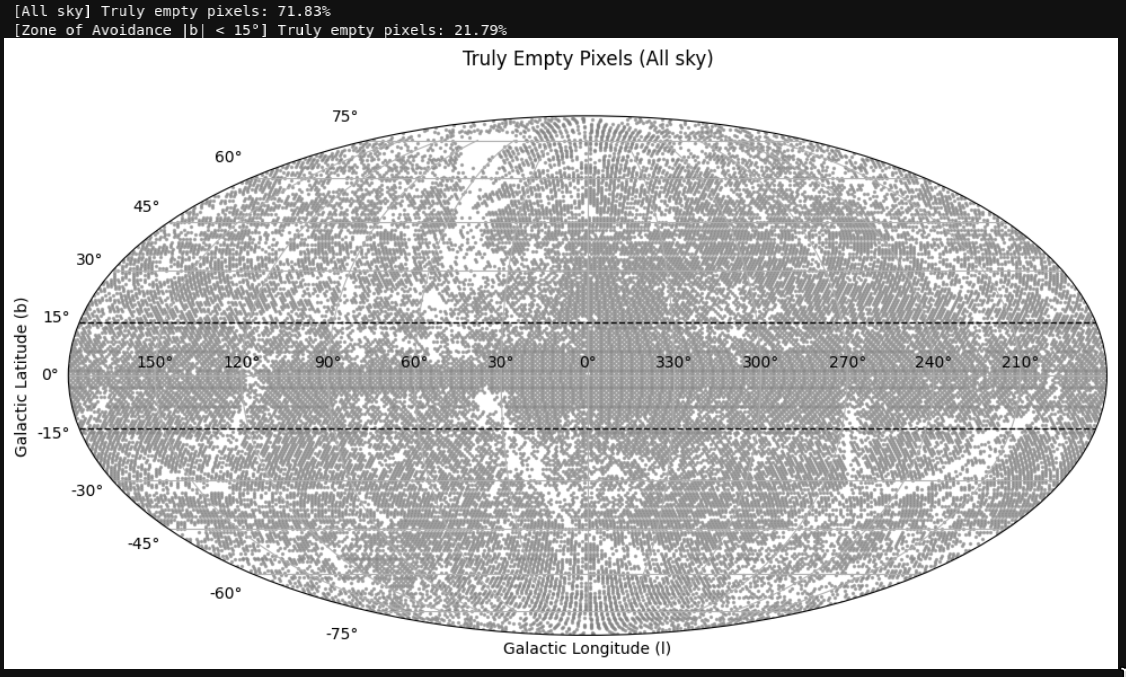 [All sky] Truly empty pixels: 71.83%
[Zone of Avoidance |b| < 15°] Truly empty pixels: 21.79%
Truly Empty Pixels (All sky)
75°
60°
45°
30°
15°
150° 120° 90° 60° 30° 0° 330° 300° 270° 240° 210°
0°
-15°
-30°
-45°
-60°
-75°
Galactic Latitude (b)
Galactic Longitude (l)